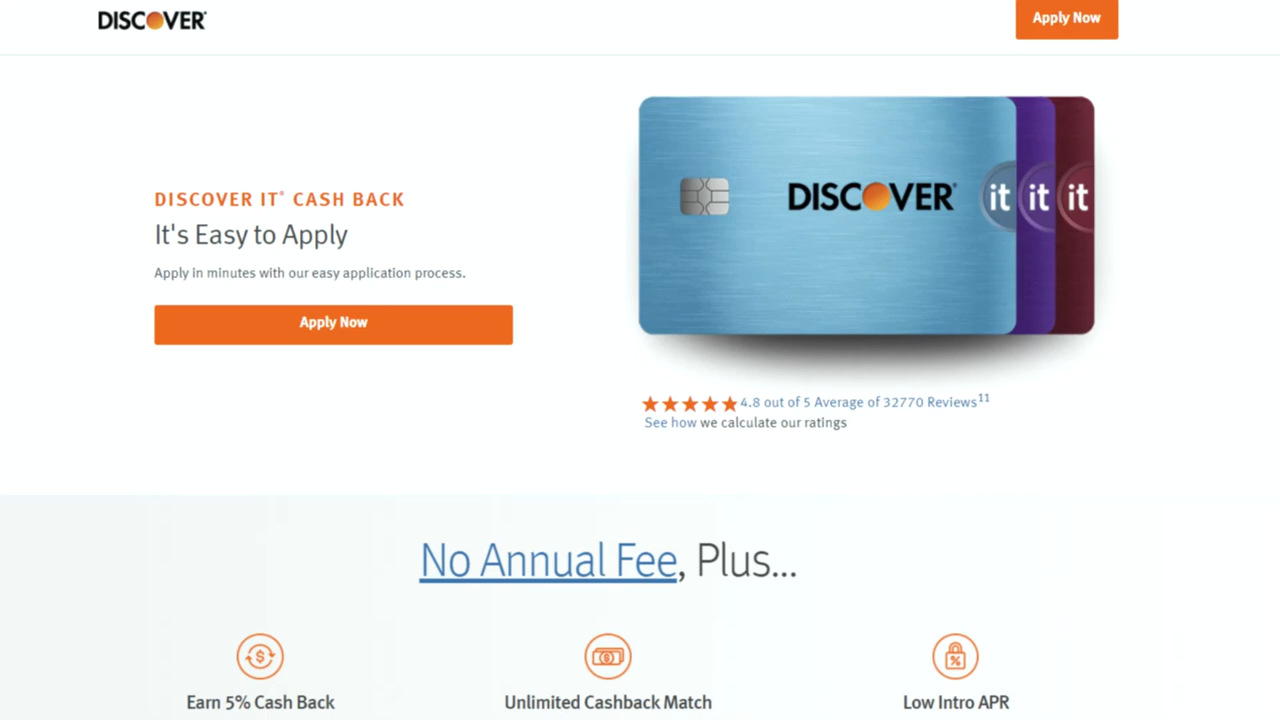 DISCOVER®
Apply Now
DISCOVER IT® CASH BACK
It's Easy to Apply
Apply in minutes with our easy application process.
Apply Now
DISCOVER®
it it it
4.8 out of 5 Average of 32770 Reviews¹¹
See how we calculate our ratings
No Annual Fee, Plus...
Earn 5% Cash Back
Unlimited Cashback Match
Low Intro APR